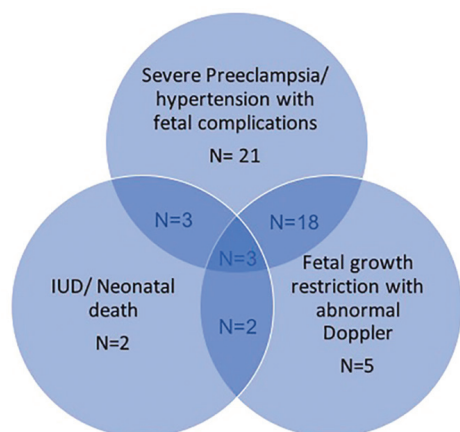 Severe Preeclampsia/
hypertension with
fetal complications
N= 21
N=3
N=18
N=3
IUD/ Neonatal
death
N=2
N=2
Fetal growth
restriction with
abnormal
Doppler
N=5